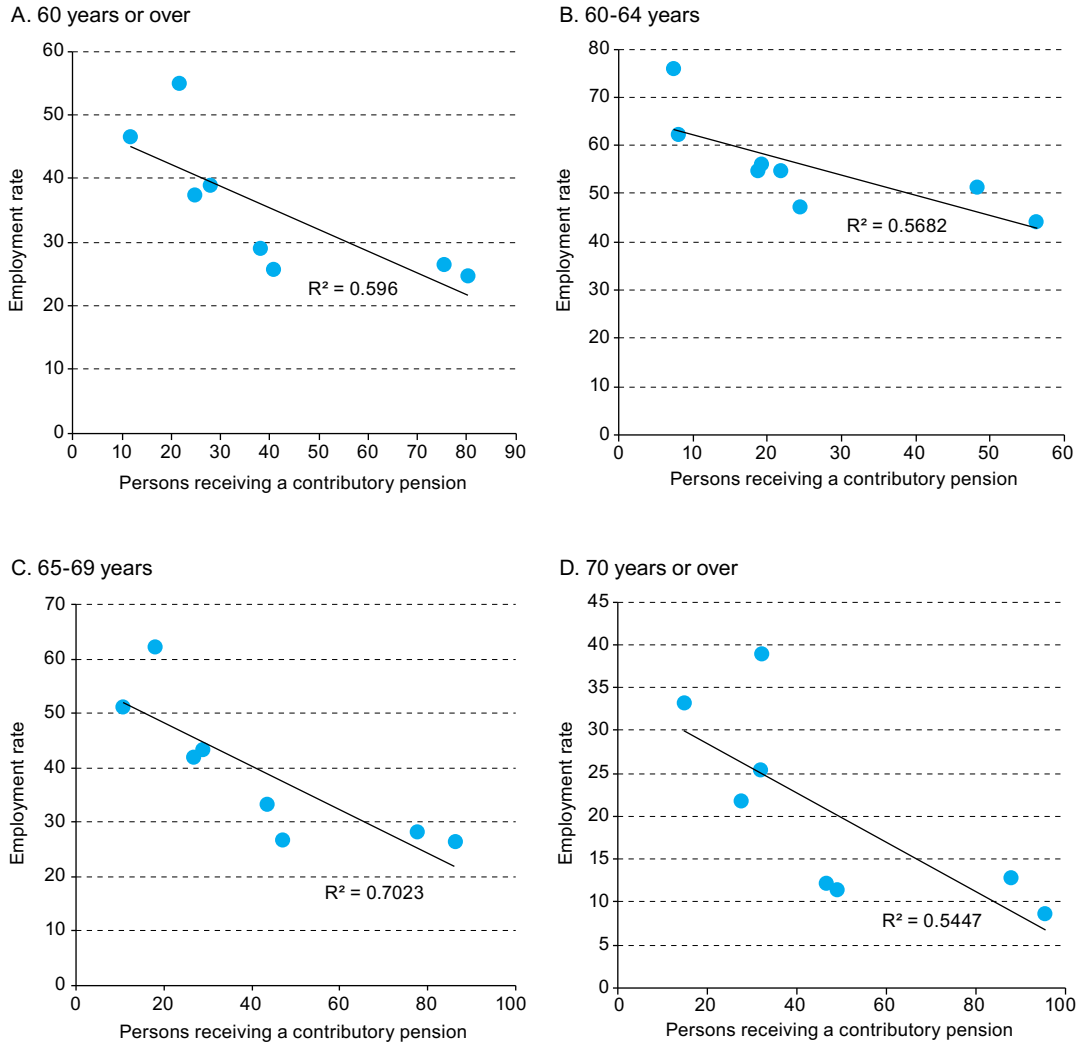 A. 60 years or over
60
50
40
30
20
10
0
Employment rate
R² = 0.596
0 10 20 30 40 50 60 70 80 90
Persons receiving a contributory pension
B. 60-64 years
80
70
60
50
40
30
20
10
0
Employment rate
R² = 0.5682
0 10 20 30 40 50 60
Persons receiving a contributory pension
C. 65-69 years
70
60
50
40
30
20
10
0
Employment rate
R² = 0.7023
0 20 40 60 80 100
Persons receiving a contributory pension
D. 70 years or over
45
40
35
30
25
20
15
10
5
0
Employment rate
R² = 0.5447
0 20 40 60 80 100
Persons receiving a contributory pension